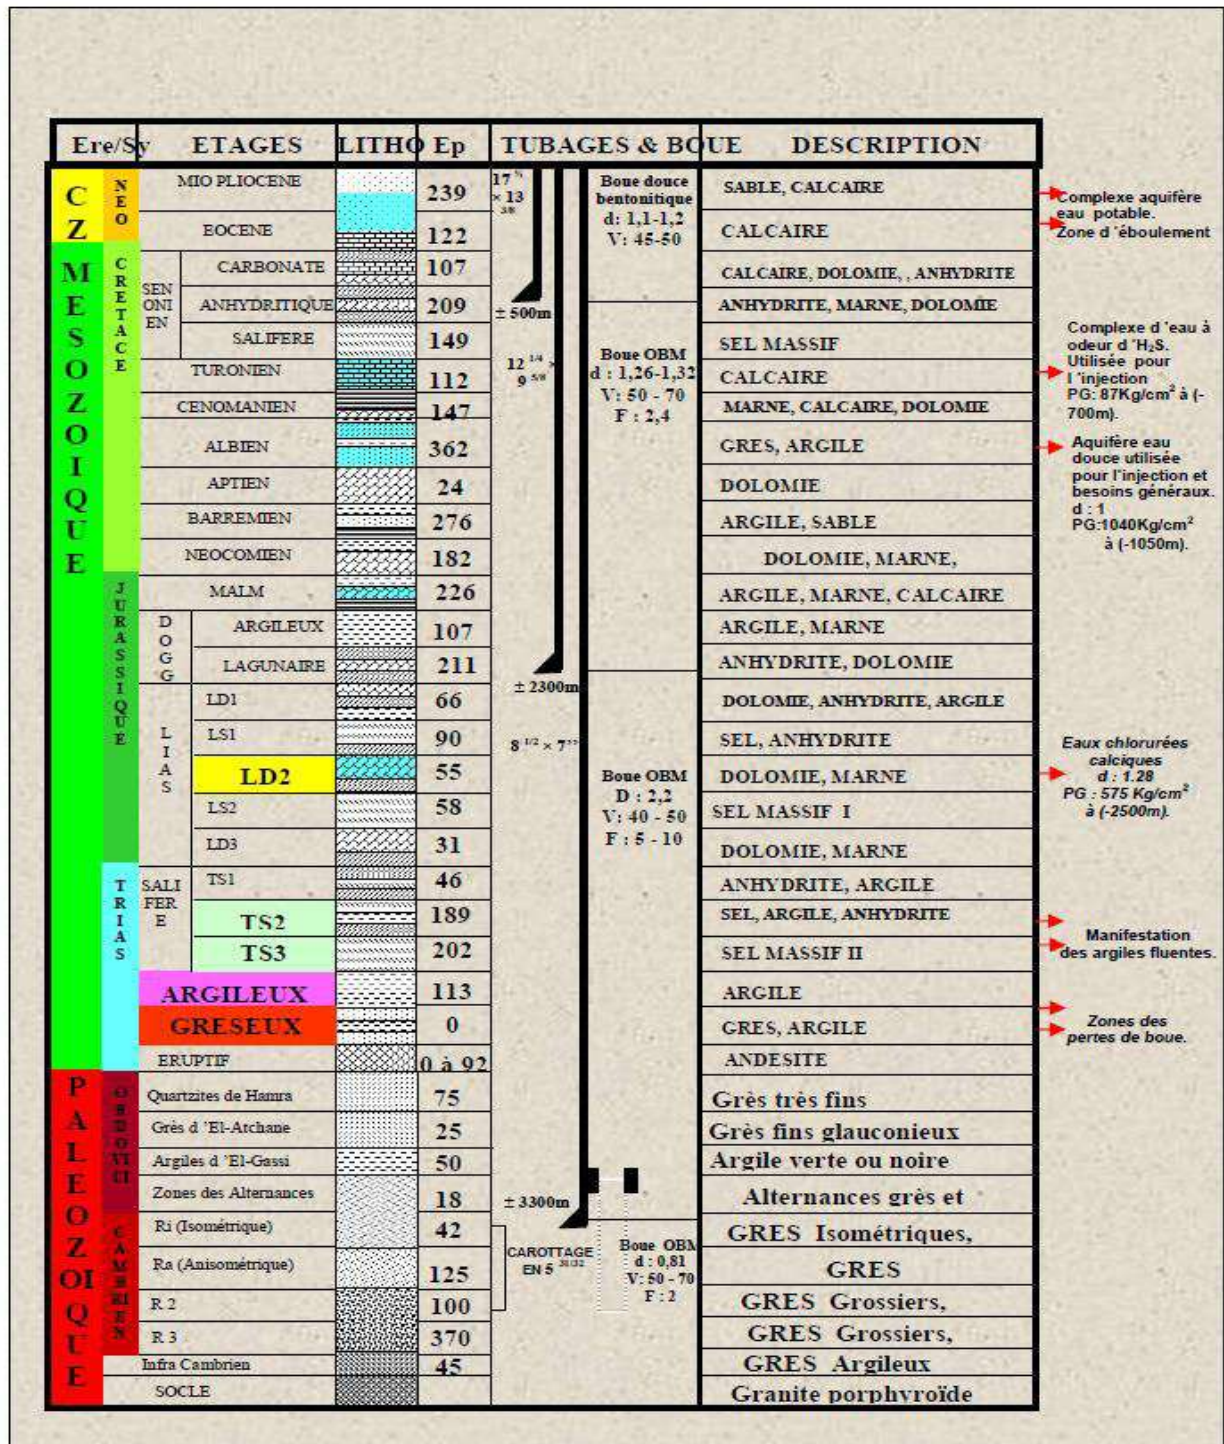 Ere/Sy ETAGES LITHO Ep TUBAGES & BOUE DESCRIPTION
CZ
NEO
MIO PLIOCENE 239 SABLE, CALCAIRE
EOCENE 122 CALCAIRE
MESOZOIQUE
CRETACE
SENONIEN
CARBONATE 107 CALCAIRE, DOLOMIE, , ANHYDRITE
ANHYDRITIQUE 209 ANHYDRITE, MARNE, DOLOMIE
SALIFERE 149 SEL MASSIF
TURONIEN 112 CALCAIRE
CENOMANIEN 147 MARNE, CALCAIRE, DOLOMIE
ALBIEN 362 GRES, ARGILE
APTIEN 24 DOLOMIE
BARREMIEN 276 ARGILE, SABLE
NEOCOMIEN 182 DOLOMIE, MARNE,
JURASSIQUE
MALM 226 ARGILE, MARNE, CALCAIRE
DOGG
ARGILEUX 107 ARGILE, MARNE
LAGUNAIRE 211 ANHYDRITE, DOLOMIE
LIAS
LD1 66 DOLOMIE, ANHYDRITE, ARGILE
LS1 90 SEL, ANHYDRITE
LD2 55 DOLOMIE, MARNE
LS2 58 SEL MASSIF I
LD3 31 DOLOMIE, MARNE
TRIAS
SALI
FER
E
TS1 46 ANHYDRITE, ARGILE
TS2 189 SEL, ARGILE, ANHYDRITE
TS3 202 SEL MASSIF II
ARGILEUX 113 ARGILE
GRESEUX 0 GRES, ARGILE
ERUPTIF 0 à 92 ANDESITE
PALEOZOIQUE
ORDOVICI
Quartzites de Hamra 75 Grès très fins
Grès d 'El-Atchane 25 Grès fins glauconieux
Argiles d 'El-Gassi 50 Argile verte ou noire
Zones des Alternances 18 Alternances grès et
CAMBRIEN
Ri (Isométrique) 42 GRES Isométriques,
Ra (Anisométrique) 125 GRES
R 2 100 GRES Grossiers,
R 3 370 GRES Grossiers,
Infra Cambrien 45 GRES Argileux
SOCLE Granite porphyroïde
17 ½
× 13
3/8
± 500m
12 1/4 ×
9 5/8
± 2300m
8 1/2 × 7''
± 3300m
CAROTTAGE
EN 5 31/32
Boue douce
bentonitique
d: 1,1-1,2
V: 45-50
Boue OBM
d : 1,26-1,32
V: 50 - 70
F : 2,4
Boue OBM
D : 2,2
V: 40 - 50
F : 5 - 10
Boue OBM
d : 0,81
V: 50 - 70
F : 2
Complexe aquifère
eau potable.
Zone d 'éboulement
Complexe d 'eau à
odeur d 'H₂S.
Utilisée pour
l 'injection
PG: 87Kg/cm² à (-
700m).
Aquifère eau
douce utilisée
pour l'injection et
besoins généraux.
d : 1
PG:1040Kg/cm²
à (-1050m).
Eaux chlorurées
calciques
d : 1.28
PG : 575 Kg/cm²
à (-2500m).
Manifestation
des argiles fluentes.
Zones des
pertes de boue.